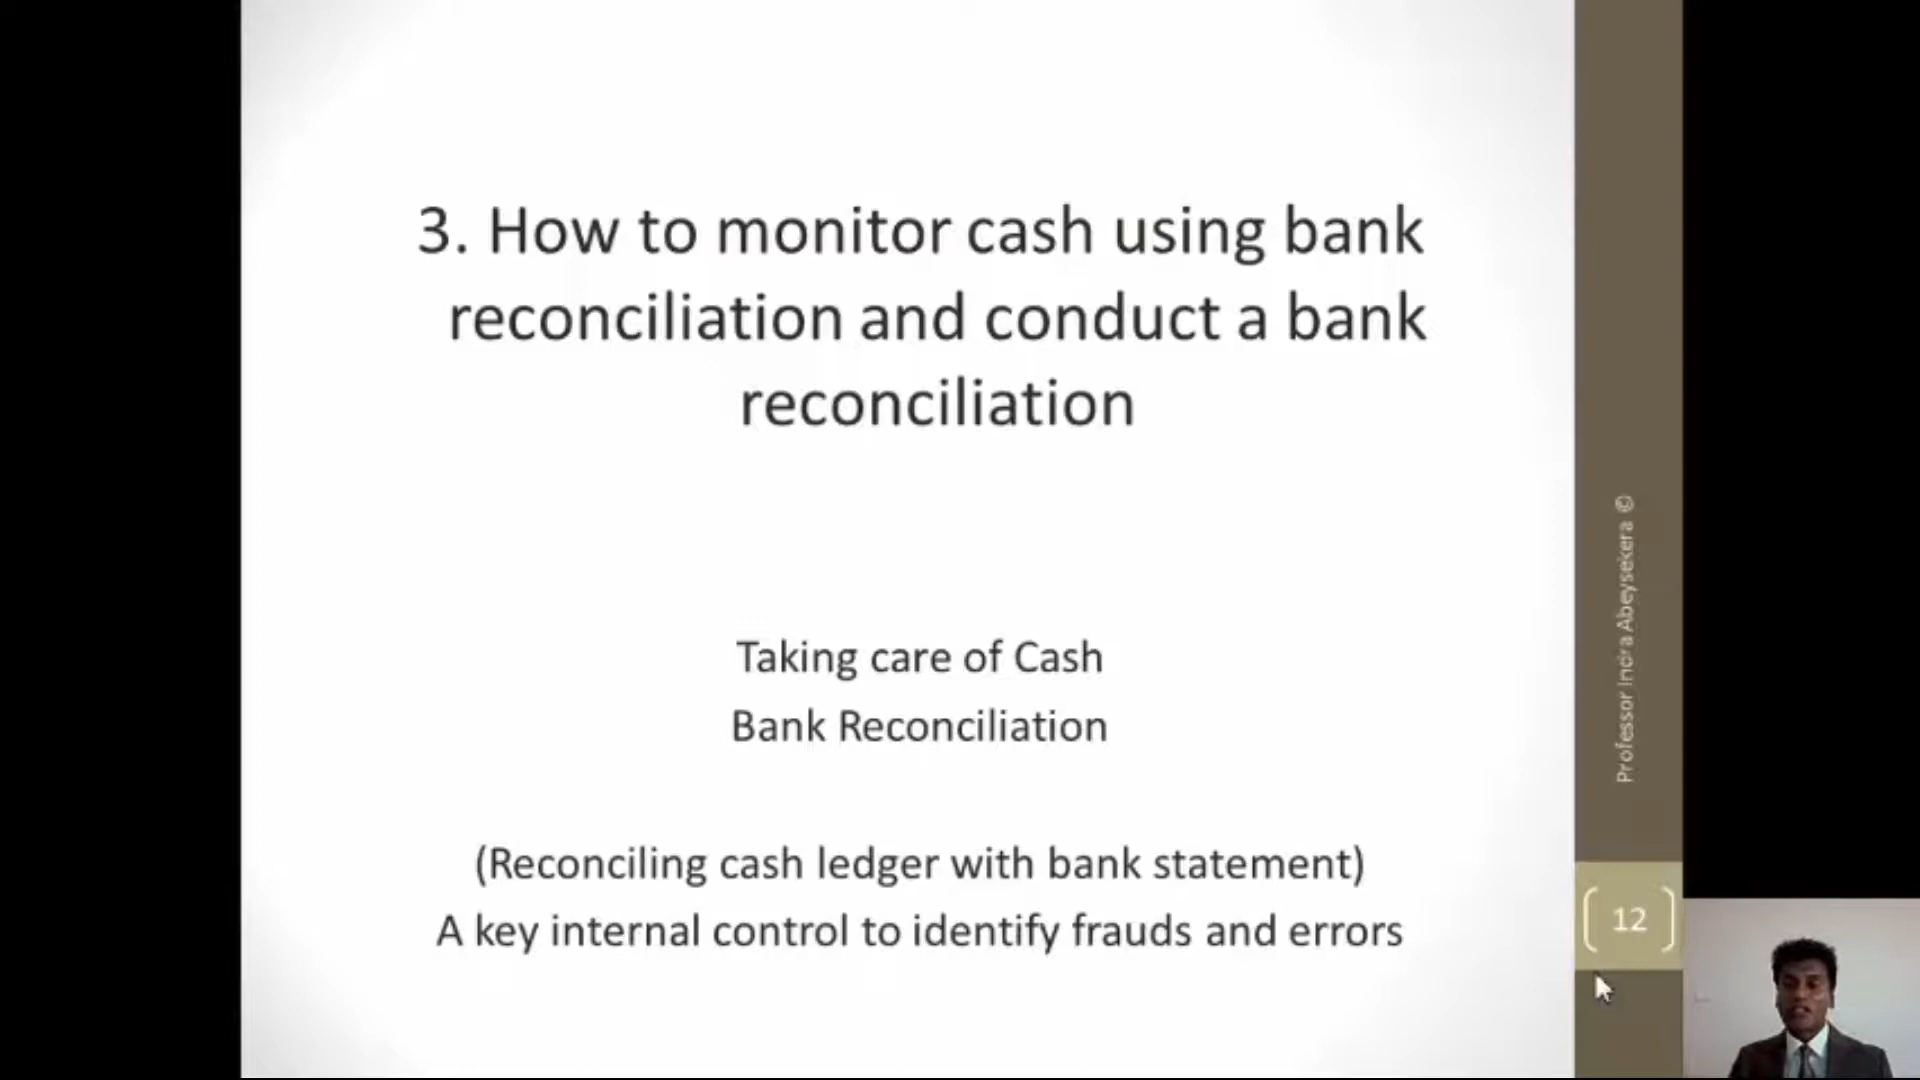 3. How to monitor cash using bank
reconciliation and conduct a bank
reconciliation
Taking care of Cash
Bank Reconciliation
(Reconciling cash ledger with bank statement)
A key internal control to identify frauds and errors
Professor Indra Abeysekera ©
12